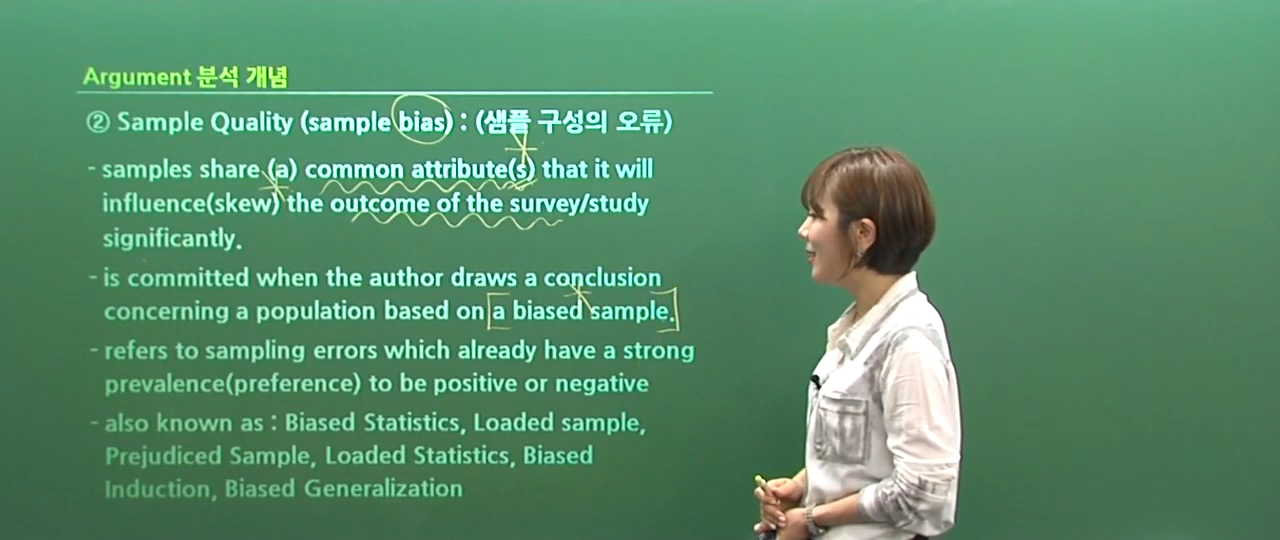 Argument 분석 개념
② Sample Quality (sample bias) : (샘플 구성의 오류)
- samples share (a) common attribute(s) that it will
influence(skew) the outcome of the survey/study
significantly.
- is committed when the author draws a conclusion
concerning a population based on a biased sample.
- refers to sampling errors which already have a strong
prevalence(preference) to be positive or negative
- also known as : Biased Statistics, Loaded sample,
Prejudiced Sample, Loaded Statistics, Biased
Induction, Biased Generalization